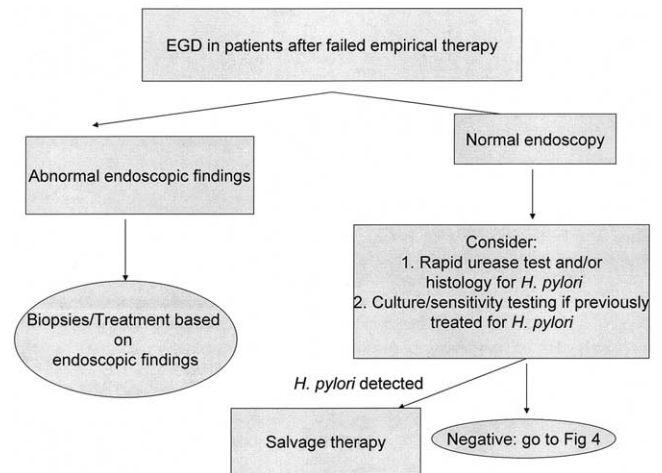 EGD in patients after failed empirical therapy
Abnormal endoscopic findings
Normal endoscopy
Biopsies/Treatment based
on
endoscopic findings
Consider:
1. Rapid urease test and/or
histology for H. pylori
2. Culture/sensitivity testing if previously
treated for H. pylori
H. pylori detected
Salvage therapy
Negative: go to Fig 4